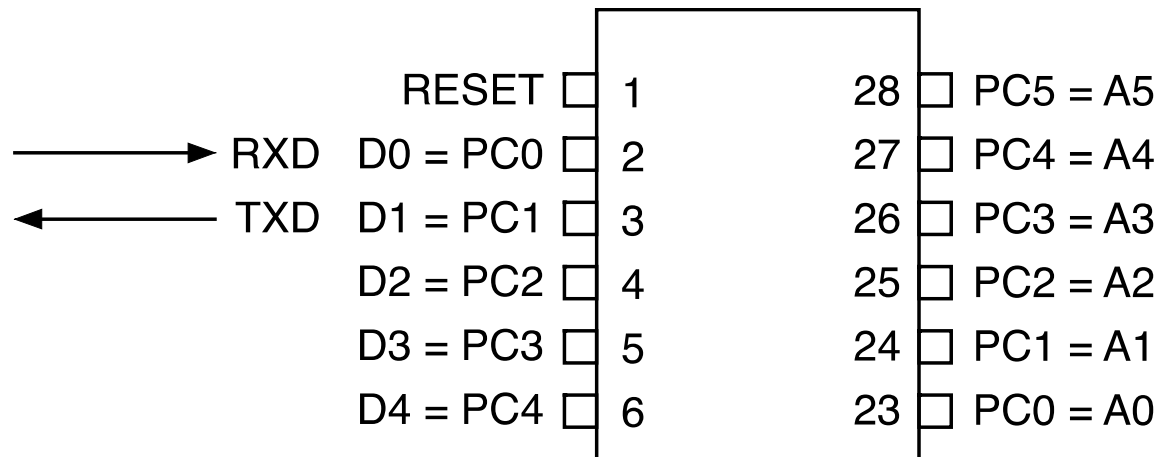 RESET 1 28 PC5 = A5
RXD D0 = PC0 2 27 PC4 = A4
TXD D1 = PC1 3 26 PC3 = A3
D2 = PC2 4 25 PC2 = A2
D3 = PC3 5 24 PC1 = A1
D4 = PC4 6 23 PC0 = A0